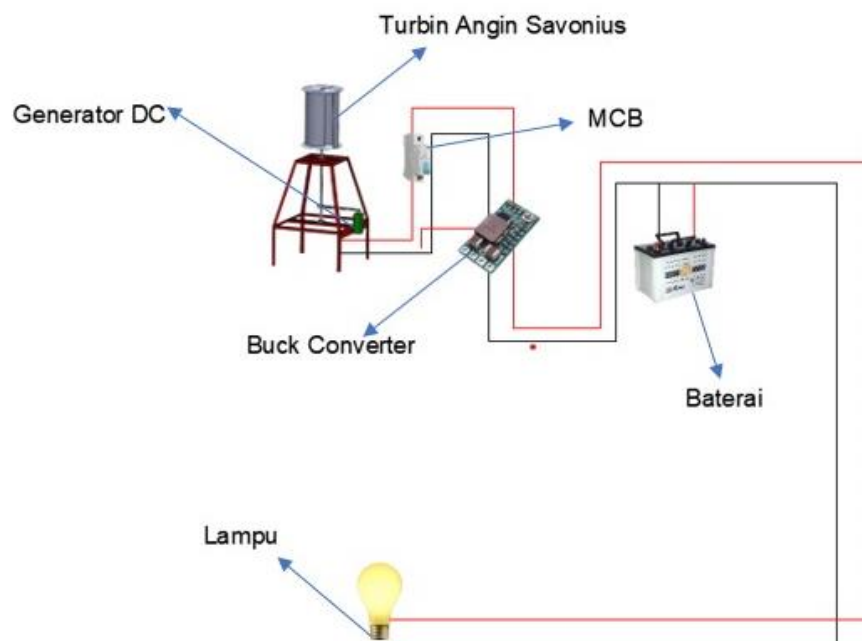 Turbin Angin Savonius
Generator DC
MCB
Buck Converter
Baterai
Lampu